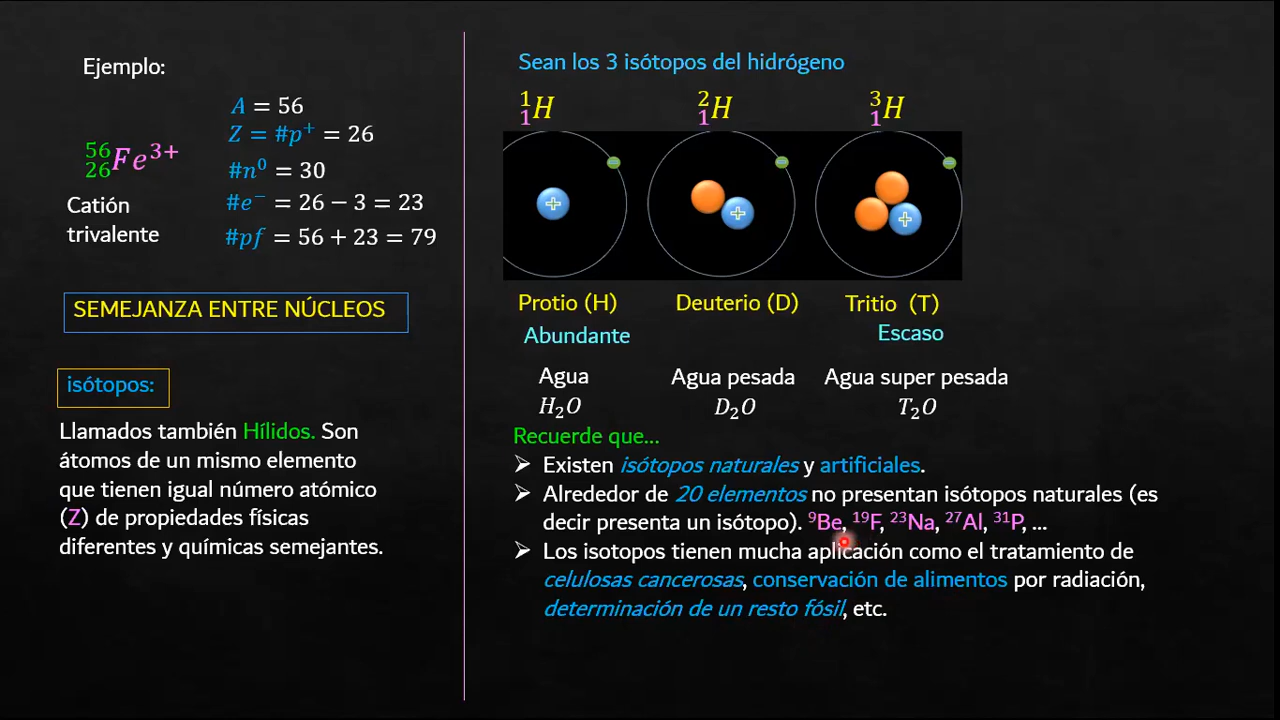 Ejemplo:
A = 56
Z = #p⁺ = 26
⁵⁶₂₆Fe³⁺
#n⁰ = 30
#e⁻ = 26 − 3 = 23
Catión
trivalente
#pf = 56 + 23 = 79
SEMEJANZA ENTRE NÚCLEOS
isótopos:
Llamados también Hílidos. Son
átomos de un mismo elemento
que tienen igual número atómico
(Z) de propiedades físicas
diferentes y químicas semejantes.
Sean los 3 isótopos del hidrógeno
¹₁H ²₁H ³₁H
+ + +
Protio (H) Deuterio (D) Tritio (T)
Abundante Escaso
Agua Agua pesada Agua super pesada
H₂O D₂O T₂O
Recuerde que...
➢ Existen isótopos naturales y artificiales.
➢ Alrededor de 20 elementos no presentan isótopos naturales (es
decir presenta un isótopo). ⁹Be, ¹⁹F, ²³Na, ²⁷Al, ³¹P, ...
➢ Los isotopos tienen mucha aplicación como el tratamiento de
celulosas cancerosas, conservación de alimentos por radiación,
determinación de un resto fósil, etc.